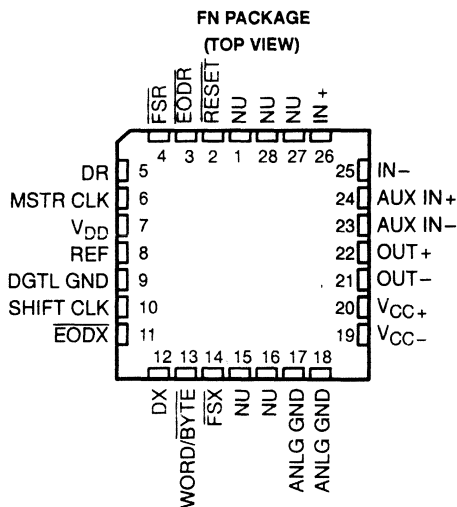 FN PACKAGE
(TOP VIEW)
FSR
EODR
RESET
NU
NU
NU
IN+
4 3 2 1 28 27 26
DR 5
MSTR CLK 6
VDD 7
REF 8
DGTL GND 9
SHIFT CLK 10
EODX 11
25 IN−
24 AUX IN+
23 AUX IN−
22 OUT+
21 OUT−
20 VCC+
19 VCC−
12 13 14 15 16 17 18
DX
WORD/BYTE
FSX
NU
NU
ANLG GND
ANLG GND